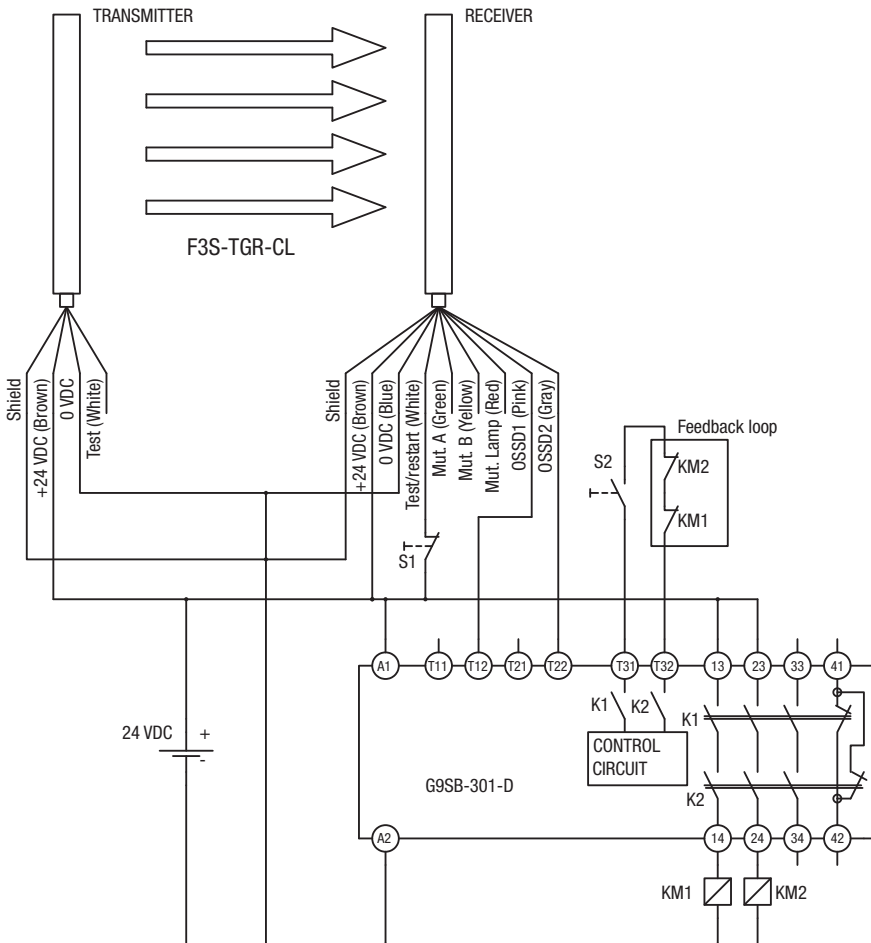 TRANSMITTER
RECEIVER
F3S-TGR-CL
Shield
+24 VDC (Brown)
0 VDC
Test (White)
Shield
+24 VDC (Brown)
0 VDC (Blue)
Test/restart (White)
Mut. A (Green)
Mut. B (Yellow)
Mut. Lamp (Red)
OSSD1 (Pink)
OSSD2 (Gray)
Feedback loop
S2
KM2
KM1
S1
A1
T11
T12
T21
T22
T31
T32
13
23
33
41
K1
K2
K1
24 VDC
+
-
CONTROL
CIRCUIT
G9SB-301-D
K2
A2
14
24
34
42
KM1
KM2